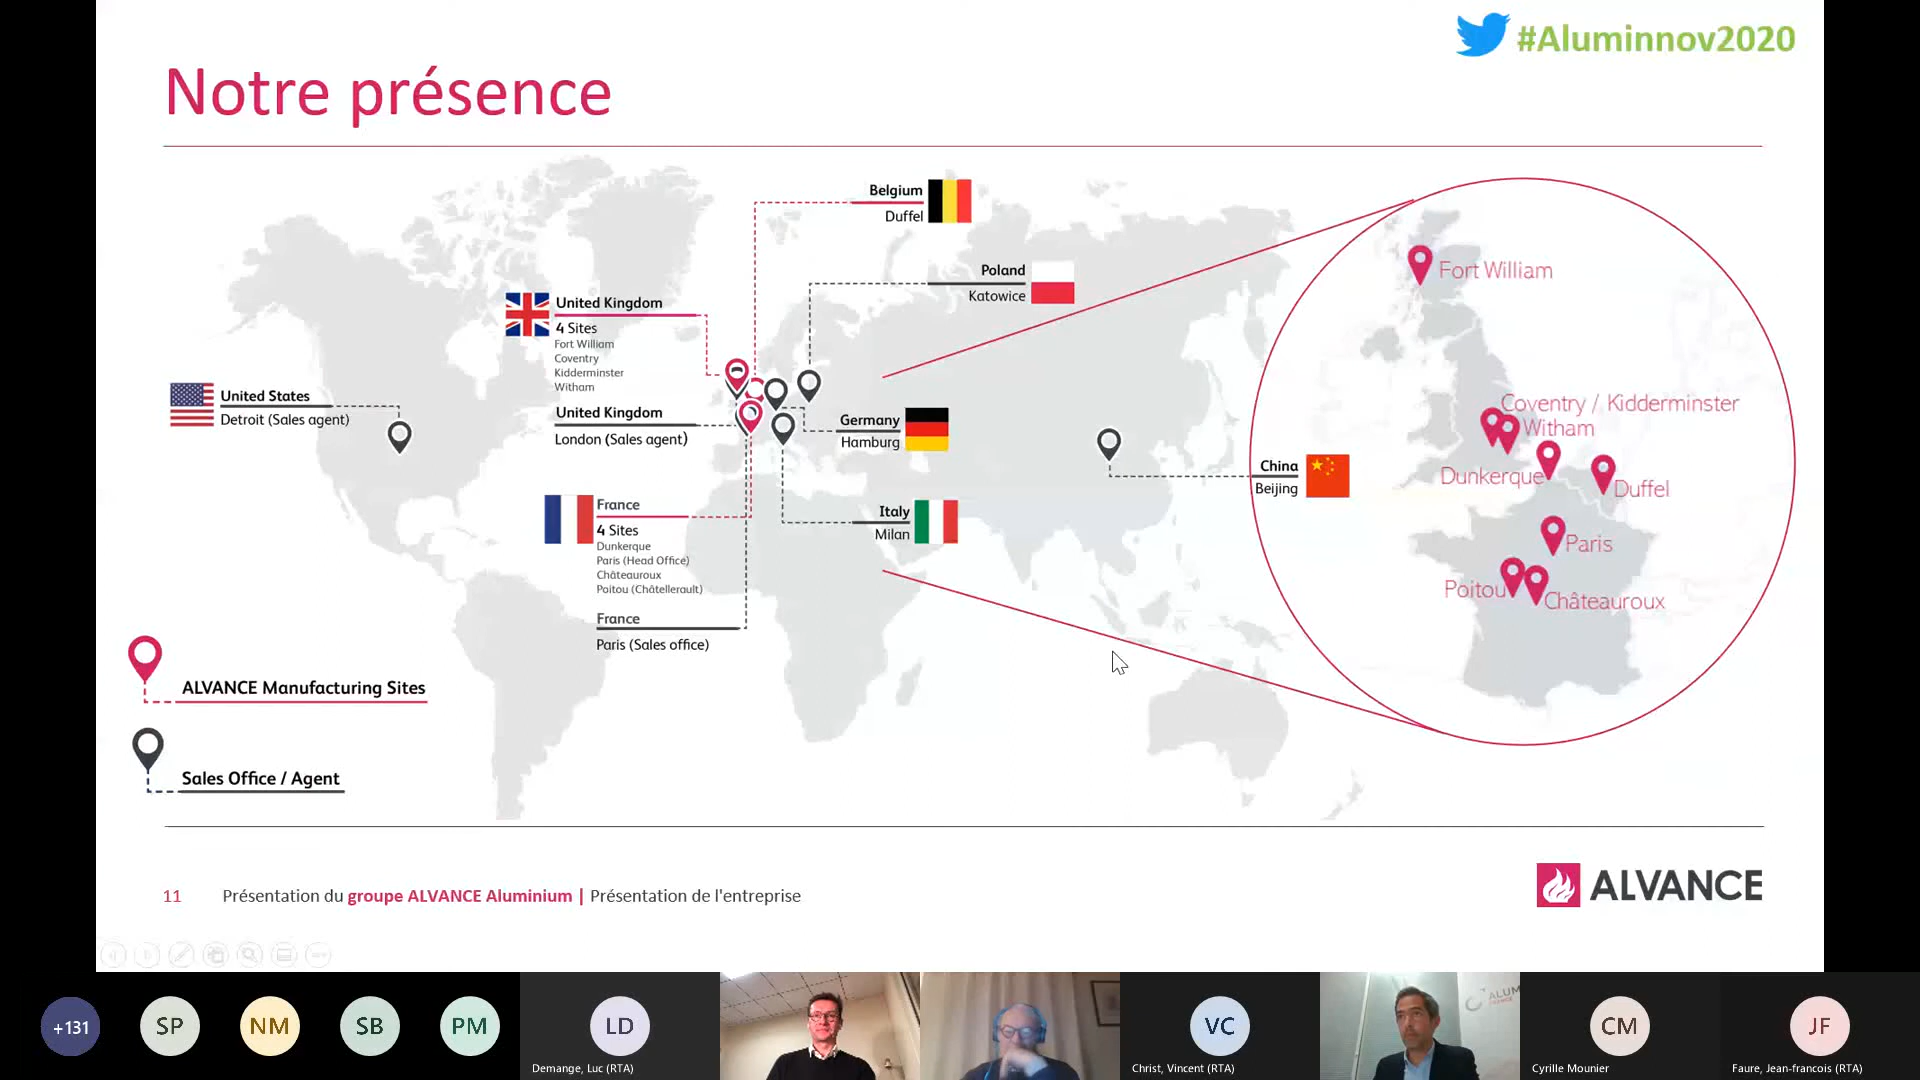 #Aluminnov2020
Notre présence
Belgium
Duffel
Poland
Katowice
United Kingdom
4 Sites
Fort William
Coventry
Kidderminster
Witham
United Kingdom
London (Sales agent)
United States
Detroit (Sales agent)
Germany
Hamburg
China
Beijing
Italy
Milan
France
4 Sites
Dunkerque
Paris (Head Office)
Châteauroux
Poitou (Châtellerault)
France
Paris (Sales office)
Fort William
Coventry / Kidderminster
Witham
Dunkerque
Duffel
Paris
Poitou
Châteauroux
ALVANCE Manufacturing Sites
Sales Office / Agent
11 Présentation du groupe ALVANCE Aluminium | Présentation de l'entreprise
ALVANCE
+131
SP
NM
SB
PM
LD
Demange, Luc (RTA)
VC
Christ, Vincent (RTA)
ALUM
CM
Cyrille Mounier
JF
Faure, Jean-francois (RTA)